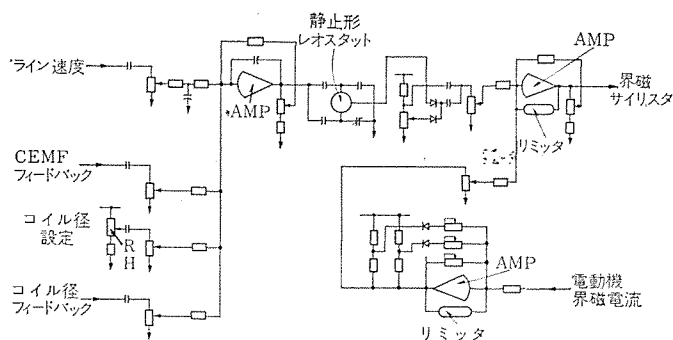 静止形
レオスタット
ライン速度
AMP
AMP
界磁
サイリスタ
リミッタ
CEMF
フィードバック
コイル径
設定
R
H
コイル径
フィードバック
AMP
電動機
界磁電流
リミッタ